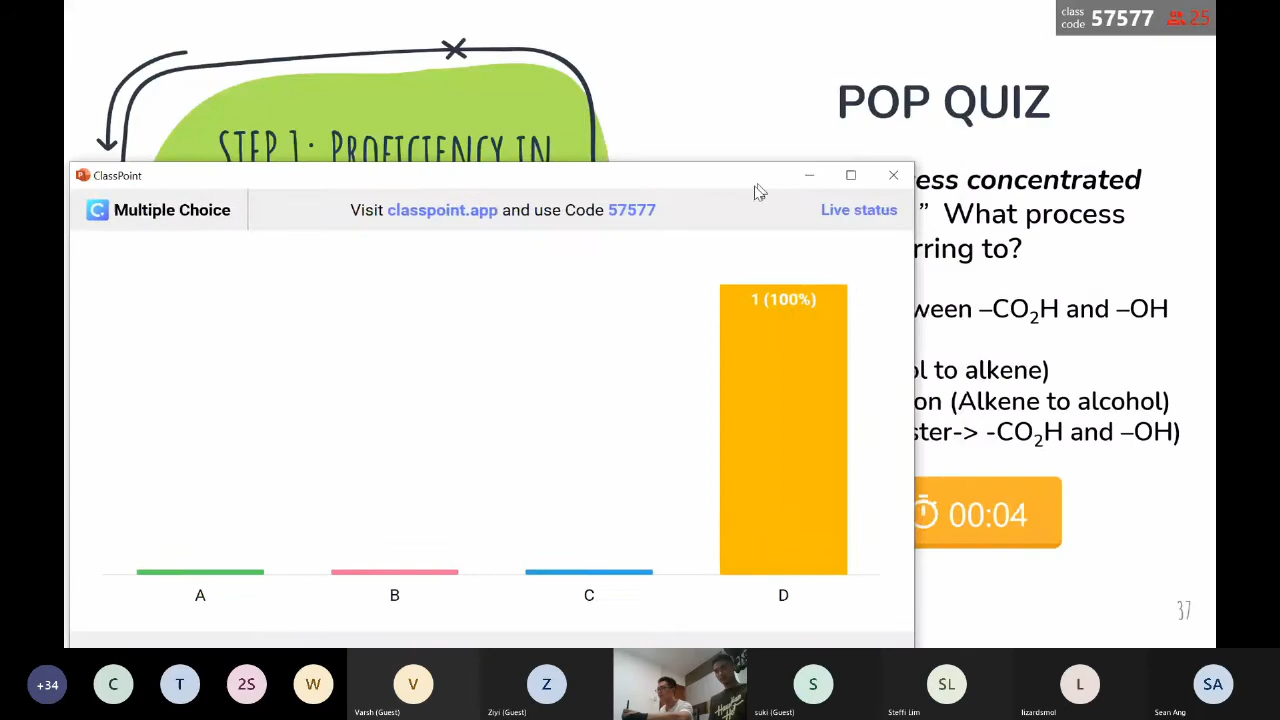 class code 57577 25
POP QUIZ
STEP 1: PROFICIENCY IN
ClassPoint
Multiple Choice
Visit classpoint.app and use Code 57577
Live status
ess concentrated
” What process
rring to?
ween –CO2H and –OH
ol to alkene)
on (Alkene to alcohol)
ster-> -CO2H and –OH)
1 (100%)
00:04
A B C D
37
+34 C T 2S W V Z S SL L SA
Varsh (Guest) Ziyi (Guest) suki (Guest) Steffi Lim lizardsmol Sean Ang